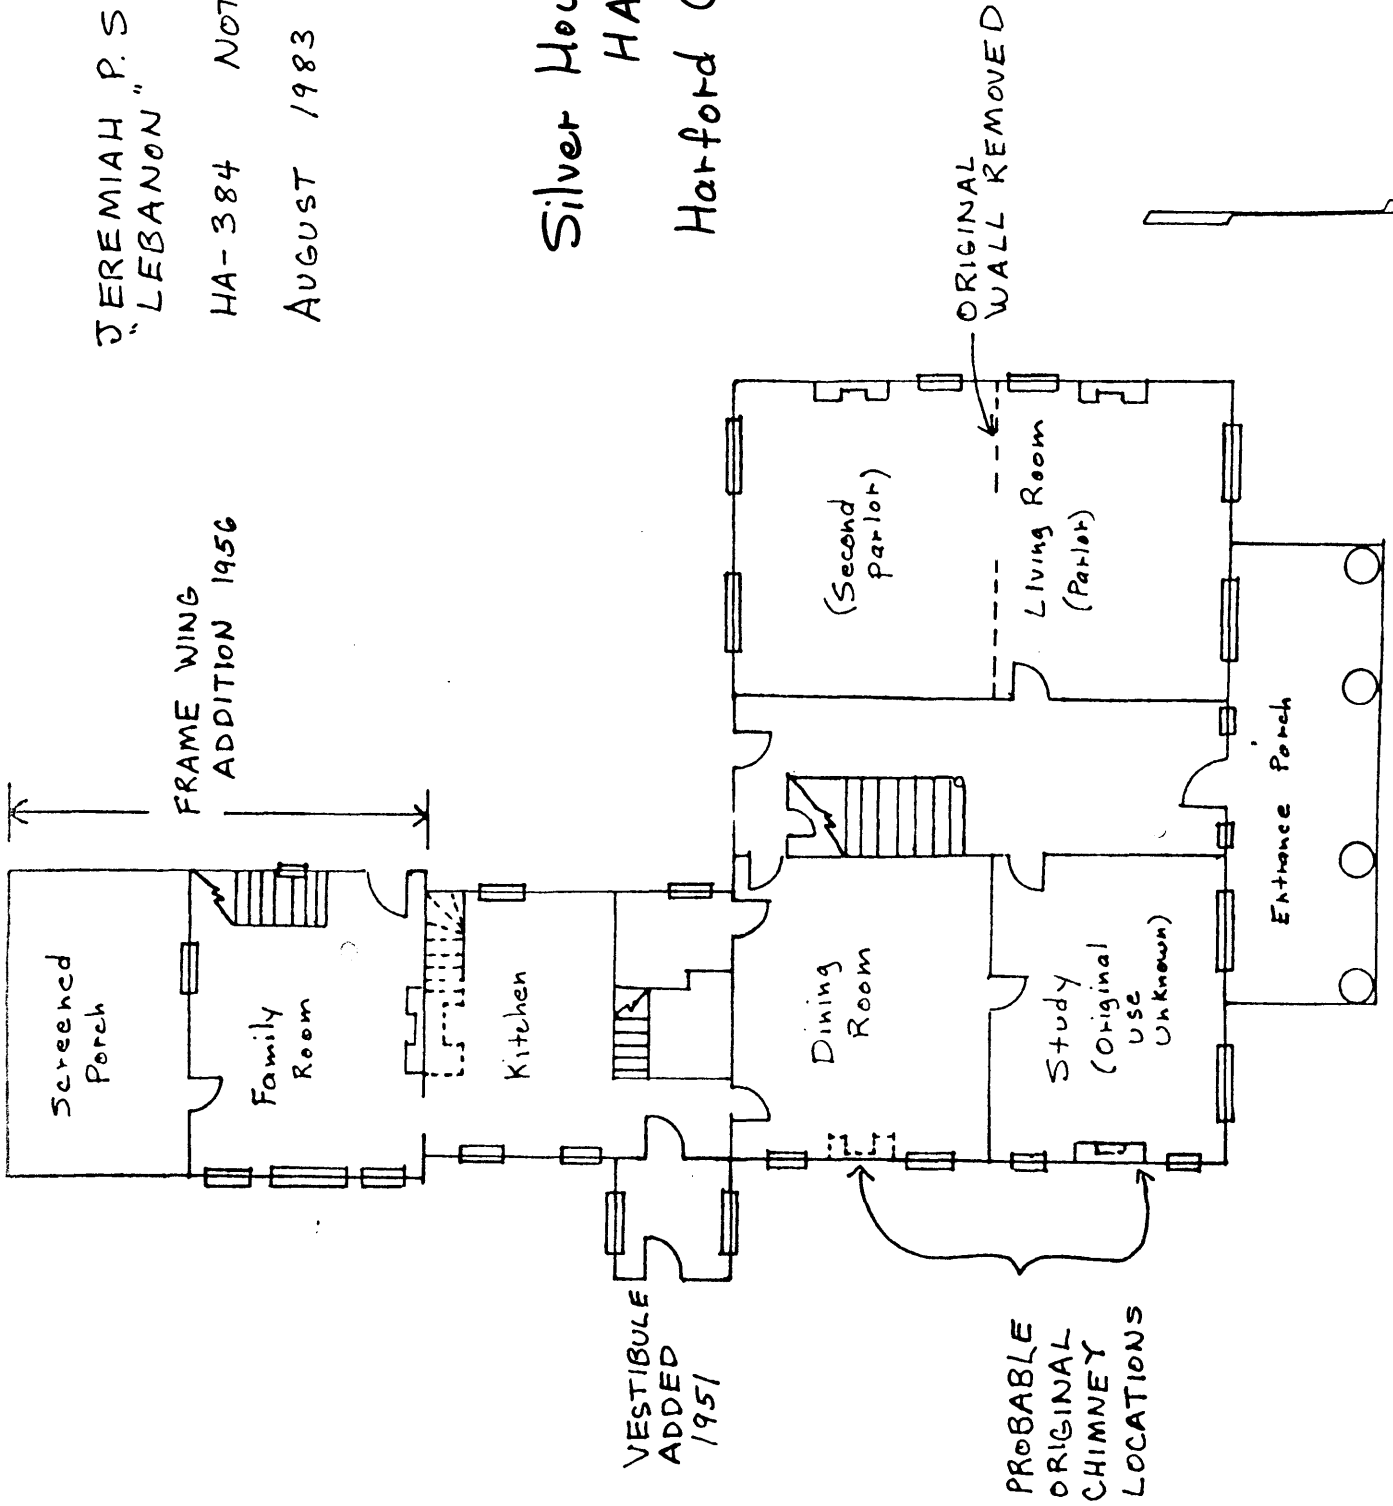 JEREMIAH P. S
"LEBANON"
HA-384 NOT
AUGUST 1983
Silver Hou
HA
Harford
FRAME WING
ADDITION 1956
ORIGINAL
WALL REMOVED
Screened
Porch
Family
Room
Kitchen
VESTIBULE
ADDED
1951
Dining
Room
Study
(Original
use
unknown)
(Second
parlor)
Living Room
(Parlor)
Entrance Porch
PROBABLE
ORIGINAL
CHIMNEY
LOCATIONS